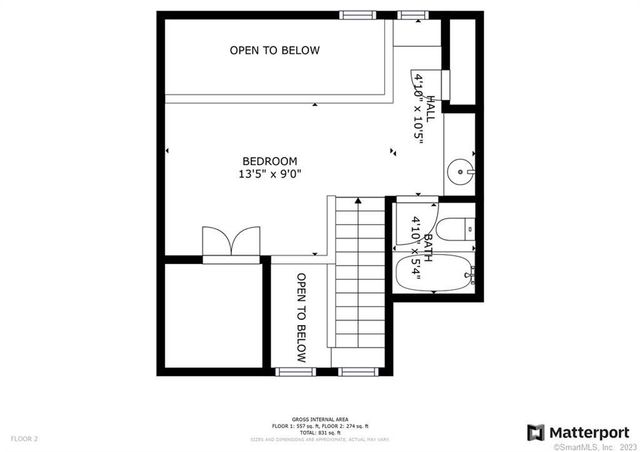 OPEN TO BELOW
HALL
4'10" x 10'5"
BEDROOM
13'5" x 9'0"
BATH
4'10" x 5'4"
OPEN TO BELOW
GROSS INTERNAL AREA
FLOOR 1: 557 sq. ft, FLOOR 2: 274 sq. ft
TOTAL: 831 sq. ft
SIZES AND DIMENSIONS ARE APPROXIMATE, ACTUAL MAY VARY.
FLOOR 2
Matterport
©SmartMLS, Inc. 2023